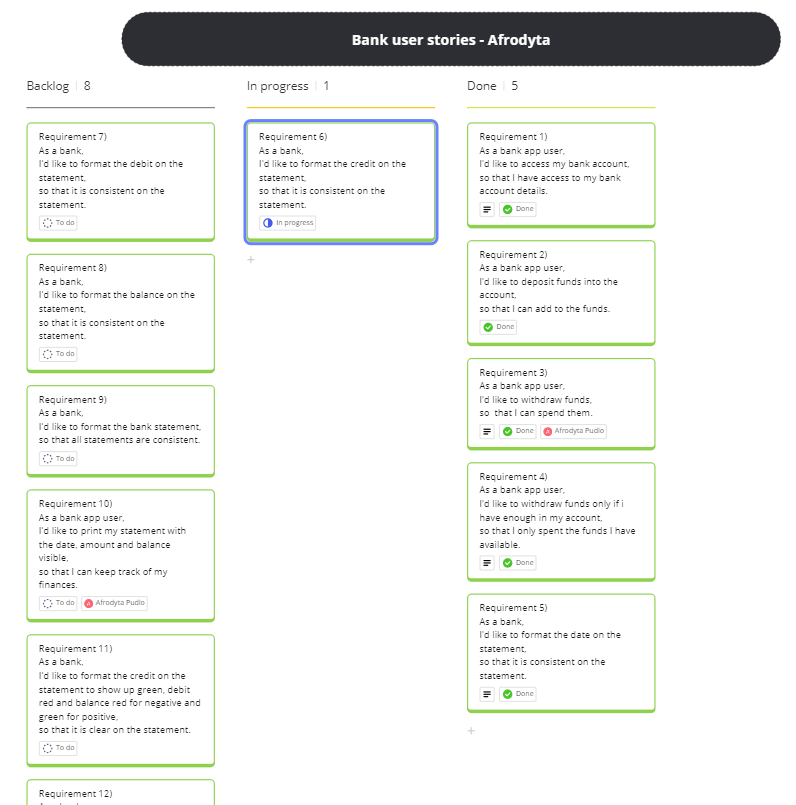 Bank user stories - Afrodyta
Backlog 8
Requirement 7)
As a bank,
I'd like to format the debit on the
statement,
so that it is consistent on the
statement.
To do
Requirement 8)
As a bank,
I'd like to format the balance on the
statement,
so that it is consistent on the
statement.
To do
Requirement 9)
As a bank,
I'd like to format the bank statement,
so that all statements are consistent.
To do
Requirement 10)
As a bank app user,
I'd like to print my statement with
the date, amount and balance
visible,
so that I can keep track of my
finances.
To do A Afrodyta Pudlo
Requirement 11)
As a bank,
I'd like to format the credit on the
statement to show up green, debit
red and balance red for negative and
green for positive,
so that it is clear on the statement.
To do
Requirement 12)
In progress 1
Requirement 6)
As a bank,
I'd like to format the credit on the
statement,
so that it is consistent on the
statement.
In progress
+
Done 5
Requirement 1)
As a bank app user,
I'd like to access my bank account,
so that I have access to my bank
account details.
Done
Requirement 2)
As a bank app user,
I'd like to deposit funds into the
account,
so that I can add to the funds.
Done
Requirement 3)
As a bank app user,
I'd like to withdraw funds,
so that I can spend them.
Done A Afrodyta Pudlo
Requirement 4)
As a bank app user,
I'd like to withdraw funds only if i
have enough in my account,
so that I only spent the funds I have
available.
Done
Requirement 5)
As a bank,
I'd like to format the date on the
statement,
so that it is consistent on the
statement.
Done
+